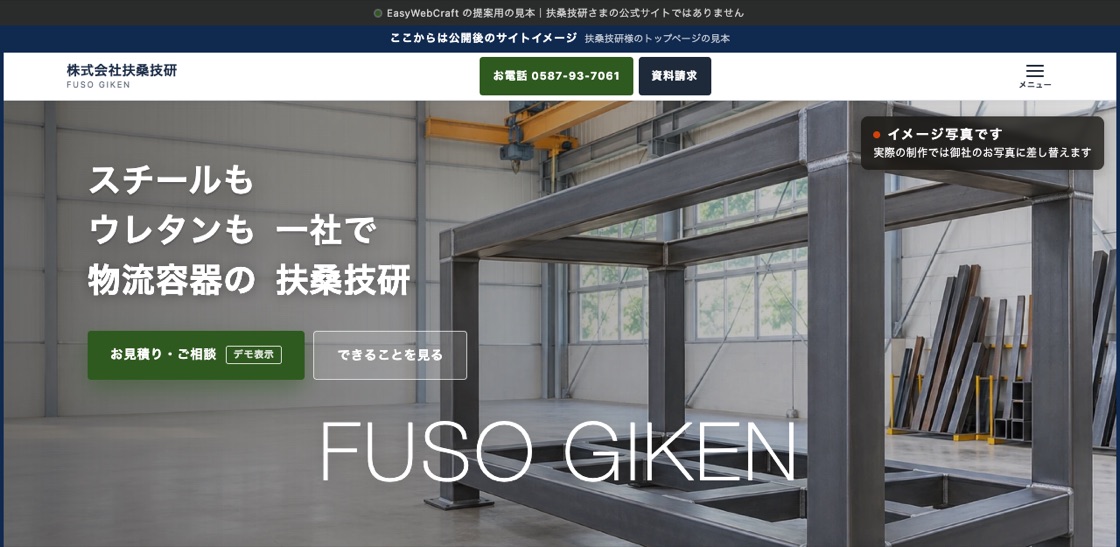 EasyWebCraft の提案用の見本｜扶桑技研さまの公式サイトではありません
ここからは公開後のサイトイメージ 扶桑技研様のトップページの見本
株式会社扶桑技研
FUSO GIKEN
お電話 0587-93-7061
資料請求
メニュー
イメージ写真です
実際の制作では御社のお写真に差し替えます
スチールも
ウレタンも 一社で
物流容器の 扶桑技研
お見積り・ご相談 デモ表示
できることを見る
FUSO GIKEN